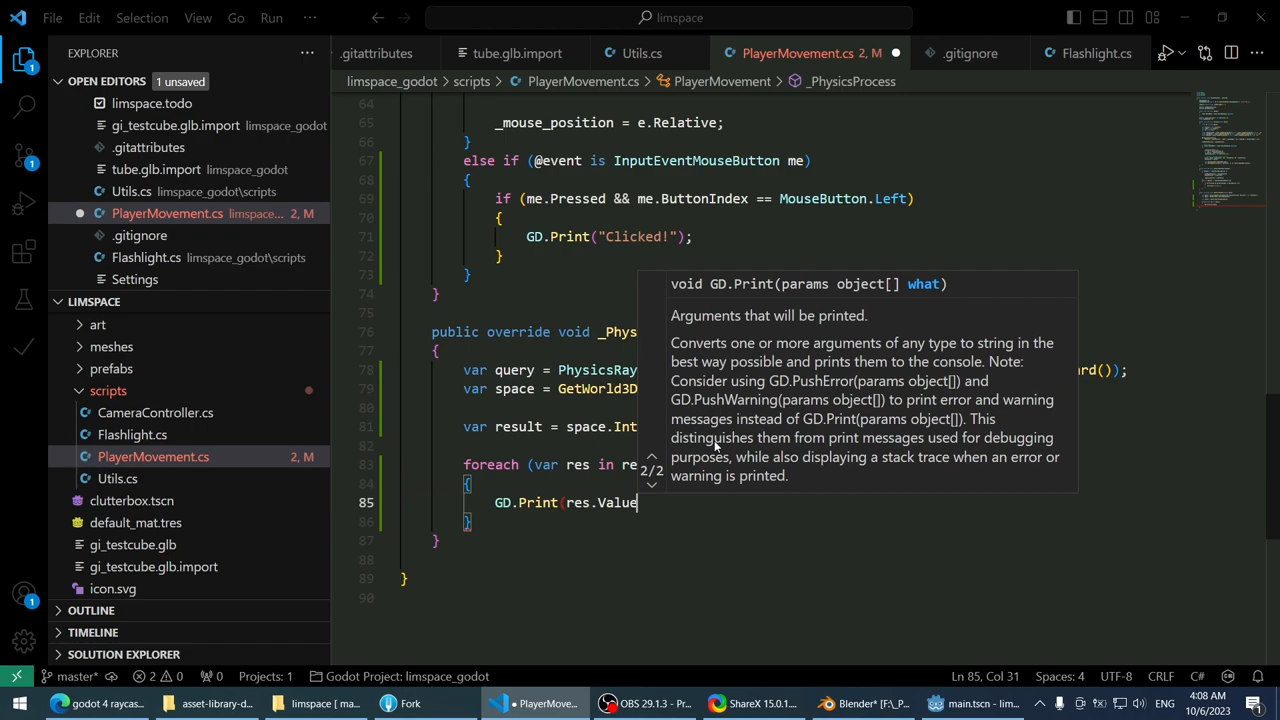 File Edit Selection View Go Run ···
limspace
EXPLORER
.gitattributes
tube.glb.import
Utils.cs
PlayerMovement.cs 2, M
.gitignore
Flashlight.cs
limspace_godot > scripts > PlayerMovement.cs > PlayerMovement > _PhysicsProcess
OPEN EDITORS 1 unsaved
limspace.todo
gi_testcube.glb.import limspace_godot
.gitattributes
tube.glb.import limspace_godot
Utils.cs limspace_godot\scripts
PlayerMovement.cs limspace... 2, M
.gitignore
Flashlight.cs limspace_godot\scripts
Settings
LIMSPACE
art
meshes
prefabs
scripts
CameraController.cs
Flashlight.cs
PlayerMovement.cs 2, M
Utils.cs
clutterbox.tscn
default_mat.tres
gi_testcube.glb
gi_testcube.glb.import
icon.svg
OUTLINE
TIMELINE
SOLUTION EXPLORER
64
65 mouse_position = e.Relative;
66 }
67 else if (@event is InputEventMouseButton me)
68 {
69 if (me.Pressed && me.ButtonIndex == MouseButton.Left)
70 {
71 GD.Print("Clicked!");
72 }
73 }
74 }
75
76 public override void _Phys
77 {
78 var query = PhysicsRay ard());
79 var space = GetWorld3D
80
81 var result = space.Int
82
83 foreach (var res in re
84 {
85 GD.Print(res.Value
86 }
87 }
88
89 }
90
void GD.Print(params object[] what)
Arguments that will be printed.
Converts one or more arguments of any type to string in the
best way possible and prints them to the console. Note:
Consider using GD.PushError(params object[]) and
GD.PushWarning(params object[]) to print error and warning
messages instead of GD.Print(params object[]). This
distinguishes them from print messages used for debugging
purposes, while also displaying a stack trace when an error or
warning is printed.
2/2
master* 2 0 0 Projects: 1 Godot Project: limspace_godot Ln 85, Col 31 Spaces: 4 UTF-8 CRLF C#
godot 4 raycas... asset-library-d... limspace [ ma... Fork PlayerMove... OBS 29.1.3 - Pr... ShareX 15.0.1... Blender* [F:\_P... main.tscn - lim... ENG
4:08 AM
10/6/2023